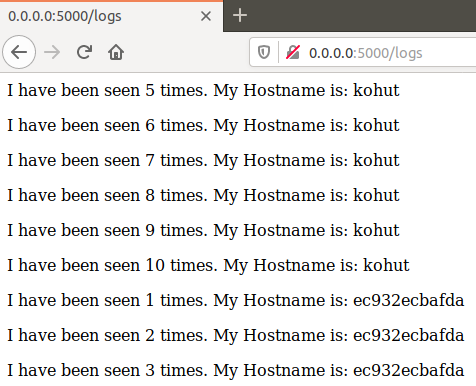 0.0.0.0:5000/logs
0.0.0.0:5000/logs
I have been seen 5 times. My Hostname is: kohut
I have been seen 6 times. My Hostname is: kohut
I have been seen 7 times. My Hostname is: kohut
I have been seen 8 times. My Hostname is: kohut
I have been seen 9 times. My Hostname is: kohut
I have been seen 10 times. My Hostname is: kohut
I have been seen 1 times. My Hostname is: ec932ecbafda
I have been seen 2 times. My Hostname is: ec932ecbafda
I have been seen 3 times. My Hostname is: ec932ecbafda